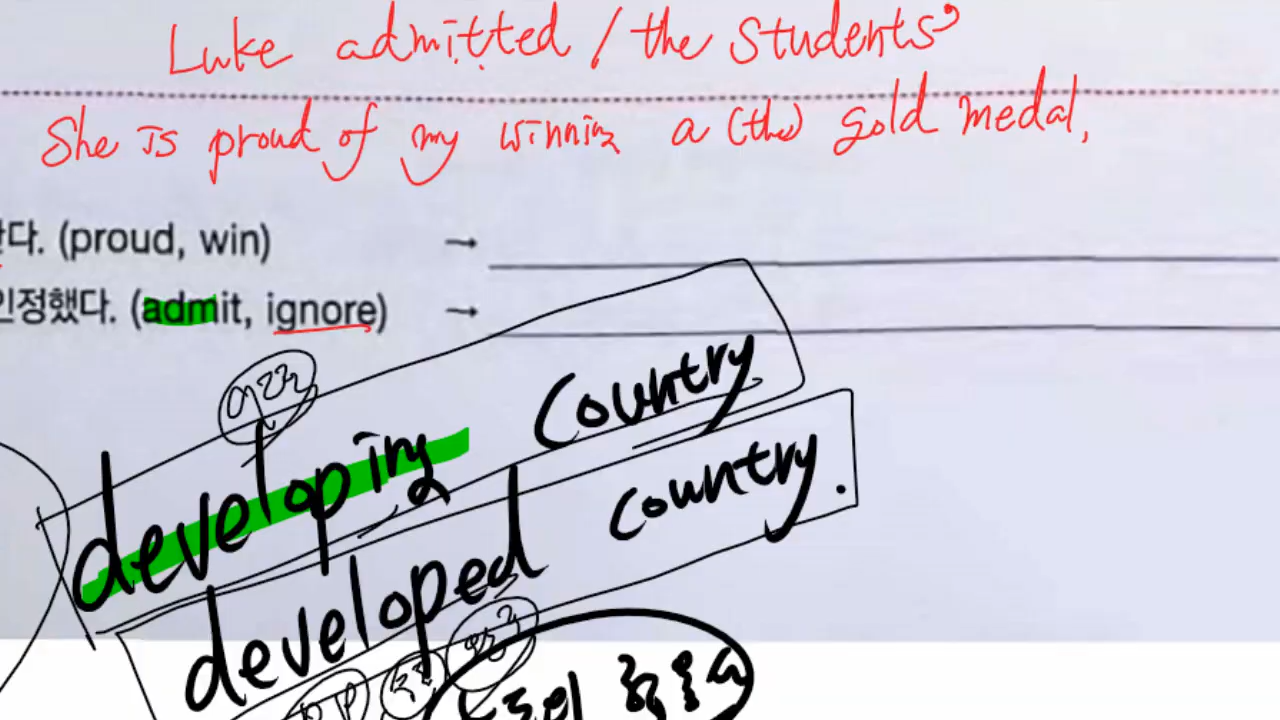 Luke admitted / the students'
She is proud of my winning a (the) gold medal,
다. (proud, win) →
인정했다. (admit, ignore) →
developing country
developed country.